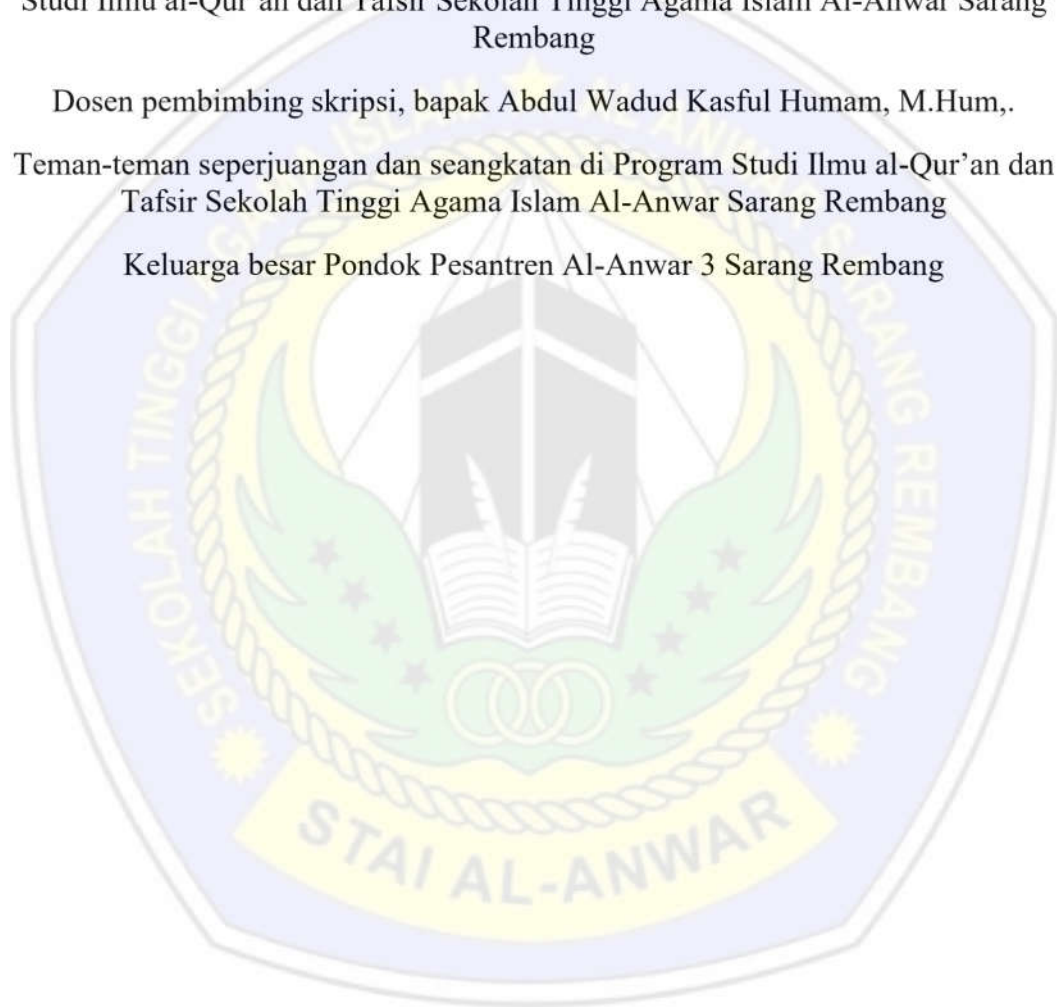 Studi Ilmu al-Qur'an dan Tafsir Sekolah Tinggi Agama Islam Al-Anwar Sarang
Rembang
Dosen pembimbing skripsi, bapak Abdul Wadud Kasful Humam, M.Hum,.
Teman-teman seperjuangan dan seangkatan di Program Studi Ilmu al-Qur'an dan
Tafsir Sekolah Tinggi Agama Islam Al-Anwar Sarang Rembang
Keluarga besar Pondok Pesantren Al-Anwar 3 Sarang Rembang
SEKOLAH TINGGI AGAMA ISLAM AL-ANWAR SARANG REMBANG
STAI AL-ANWAR